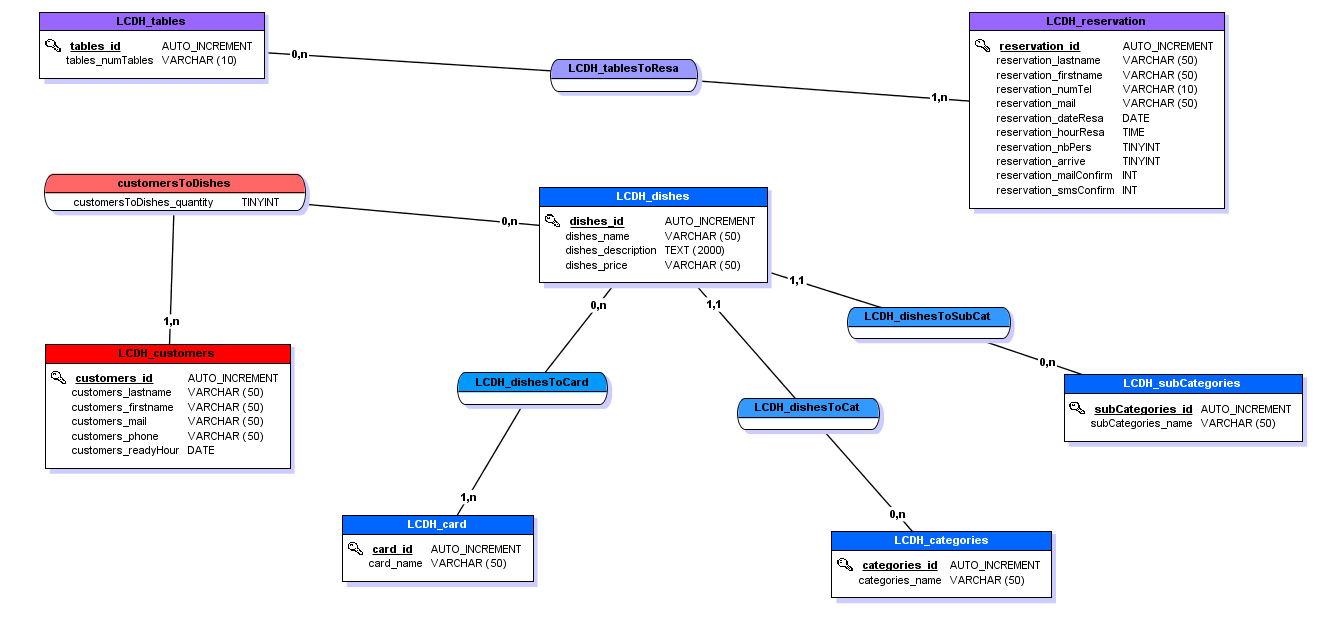 LCDH_tables
tables_id AUTO_INCREMENT
tables_numTables VARCHAR (10)
0,n
LCDH_tablesToResa
1,n
LCDH_reservation
reservation_id AUTO_INCREMENT
reservation_lastname VARCHAR (50)
reservation_firstname VARCHAR (50)
reservation_numTel VARCHAR (10)
reservation_mail VARCHAR (50)
reservation_dateResa DATE
reservation_hourResa TIME
reservation_nbPers TINYINT
reservation_arrive TINYINT
reservation_mailConfirm INT
reservation_smsConfirm INT
customersToDishes
customersToDishes_quantity TINYINT
0,n
1,n
LCDH_dishes
dishes_id AUTO_INCREMENT
dishes_name VARCHAR (50)
dishes_description TEXT (2000)
dishes_price VARCHAR (50)
0,n
1,1
1,1
LCDH_dishesToSubCat
0,n
LCDH_customers
customers_id AUTO_INCREMENT
customers_lastname VARCHAR (50)
customers_firstname VARCHAR (50)
customers_mail VARCHAR (50)
customers_phone VARCHAR (50)
customers_readyHour DATE
LCDH_dishesToCard
LCDH_dishesToCat
LCDH_subCategories
subCategories_id AUTO_INCREMENT
subCategories_name VARCHAR (50)
1,n
0,n
LCDH_card
card_id AUTO_INCREMENT
card_name VARCHAR (50)
LCDH_categories
categories_id AUTO_INCREMENT
categories_name VARCHAR (50)